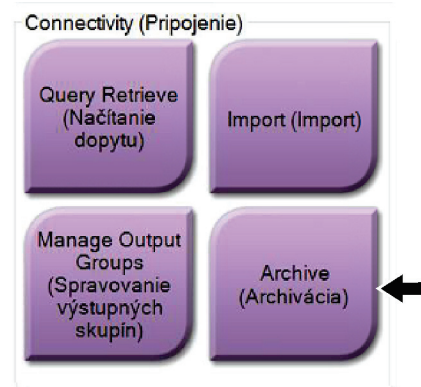 Connectivity (Pripojenie)
Query Retrieve
(Načítanie
dopytu)
Import (Import)
Manage Output
Groups
(Spravovanie
výstupných
skupín)
Archive
(Archivácia)